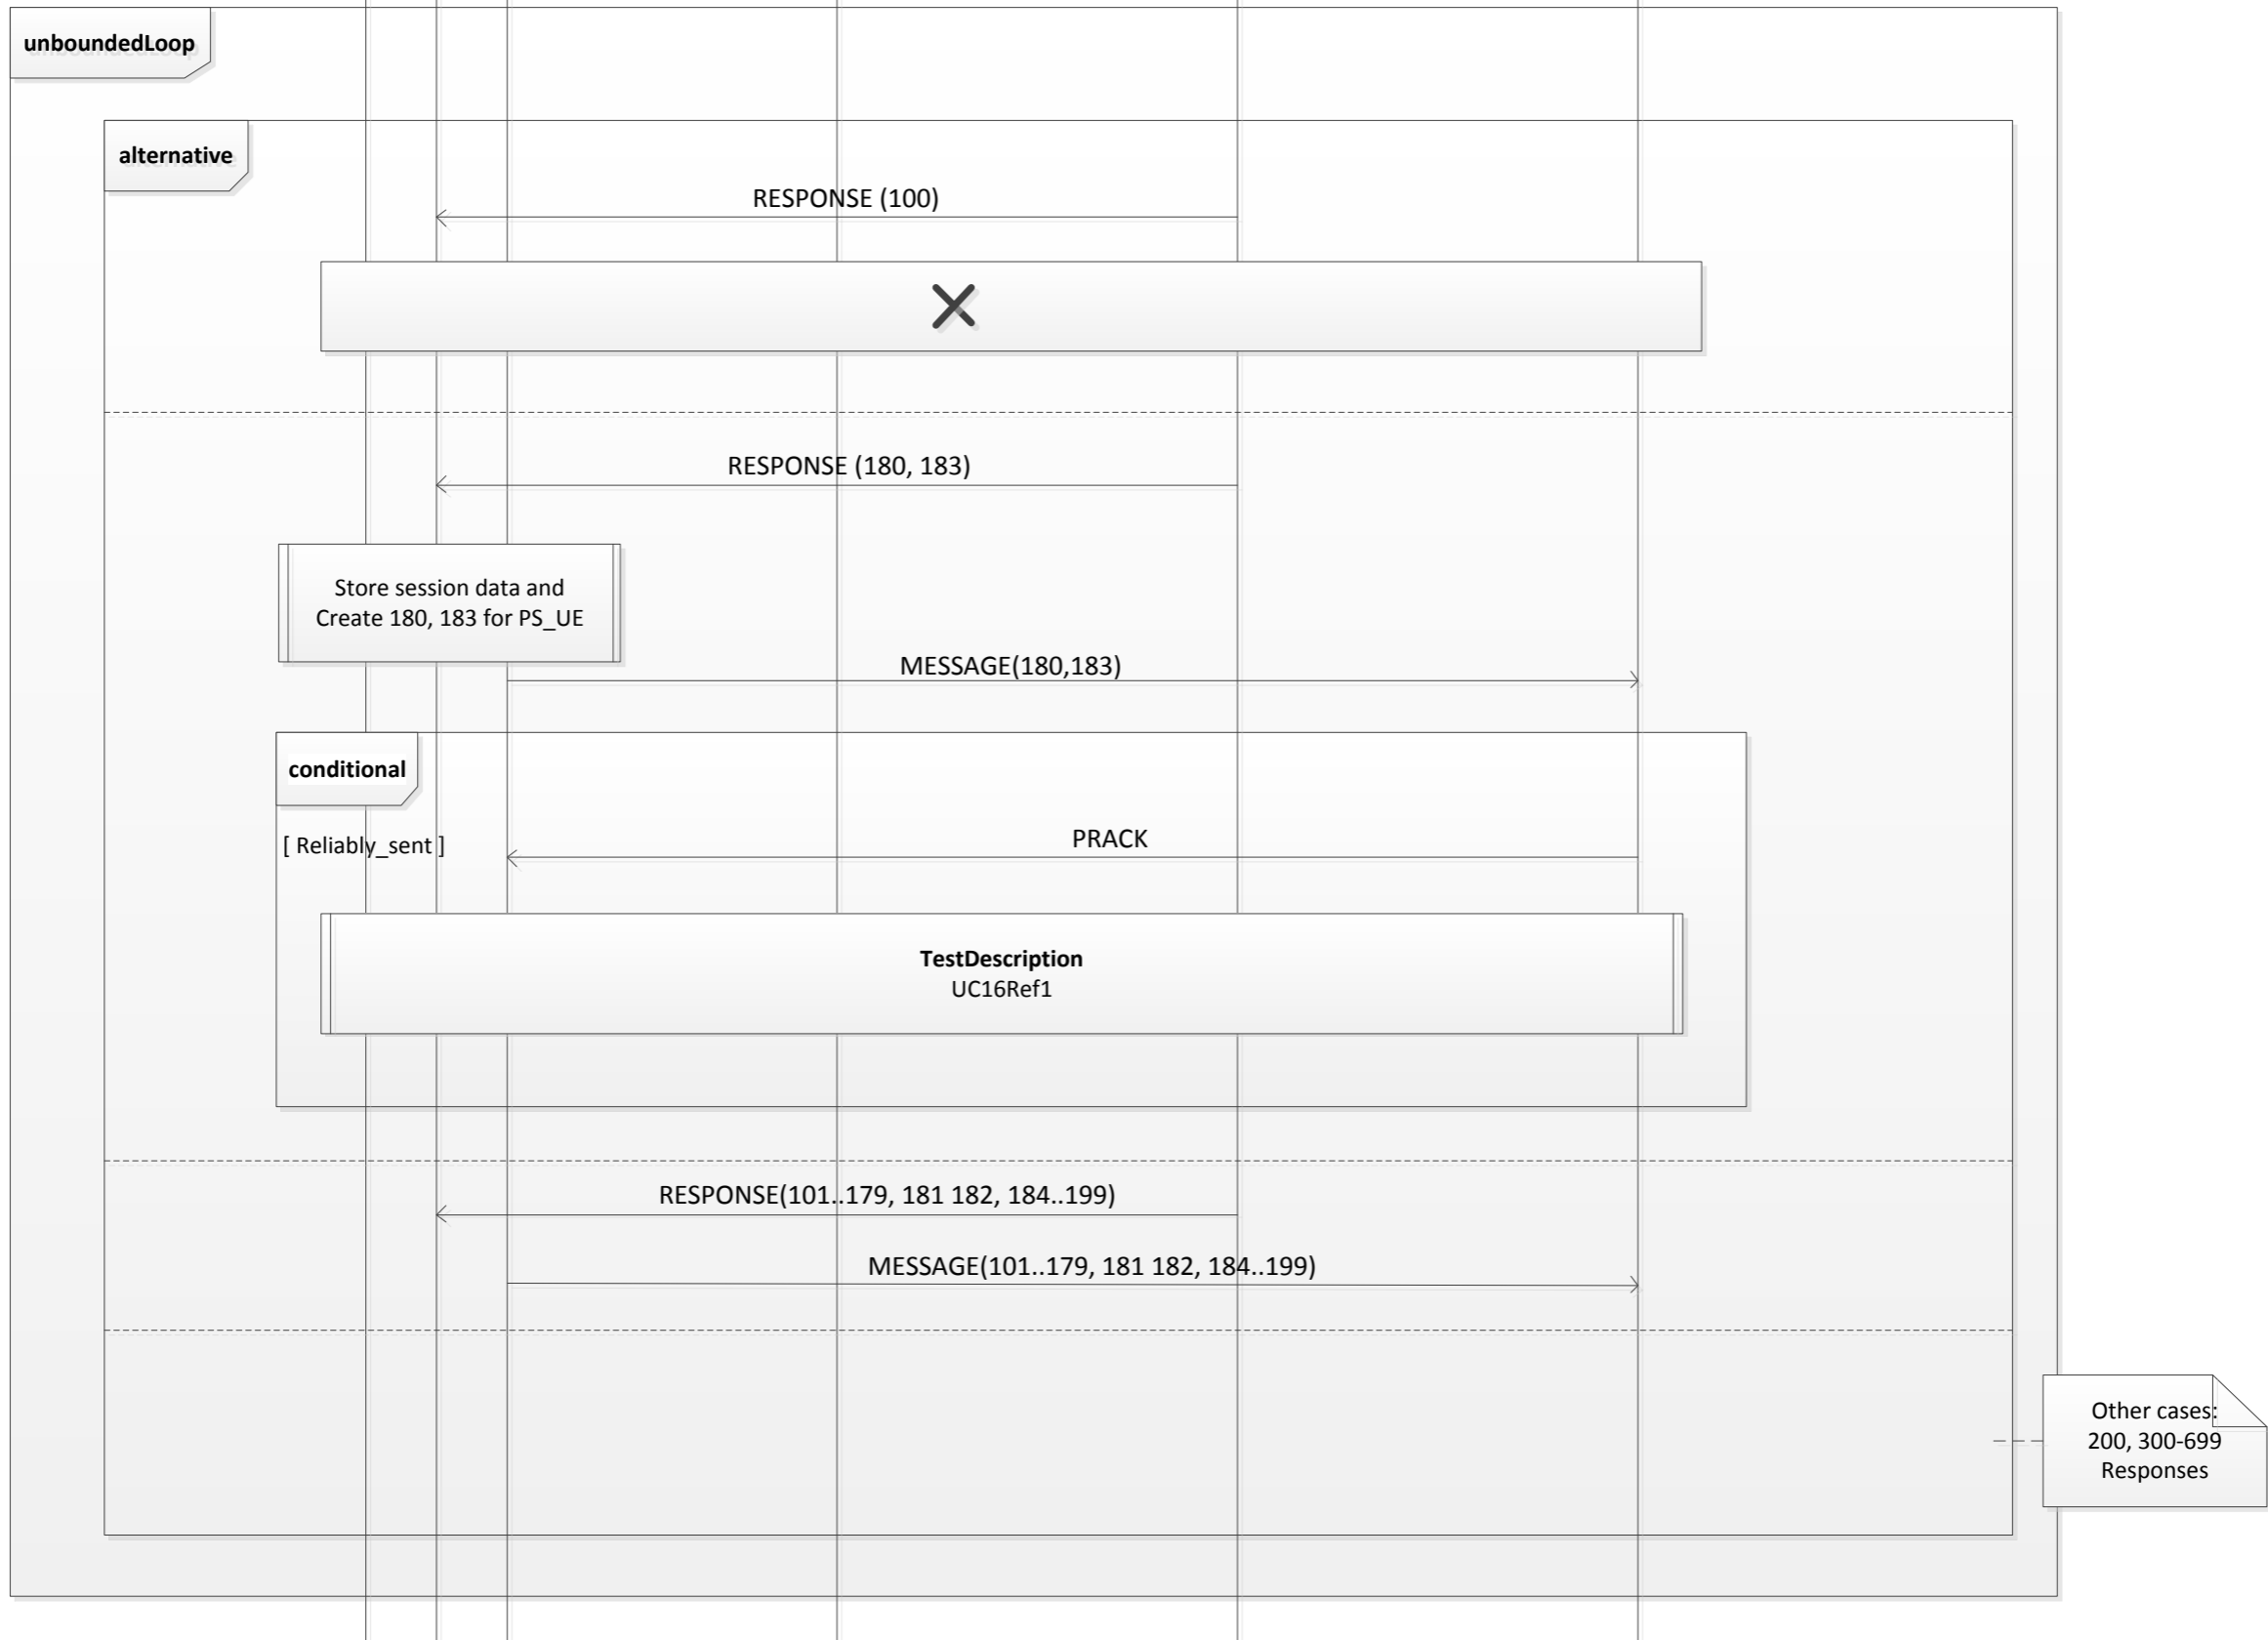 unboundedLoop
alternative
RESPONSE (100)
RESPONSE (180, 183)
Store session data and
Create 180, 183 for PS_UE
MESSAGE(180,183)
conditional
[ Reliably_sent ]
PRACK
TestDescription
UC16Ref1
RESPONSE(101..179, 181 182, 184..199)
MESSAGE(101..179, 181 182, 184..199)
Other cases:
200, 300-699
Responses